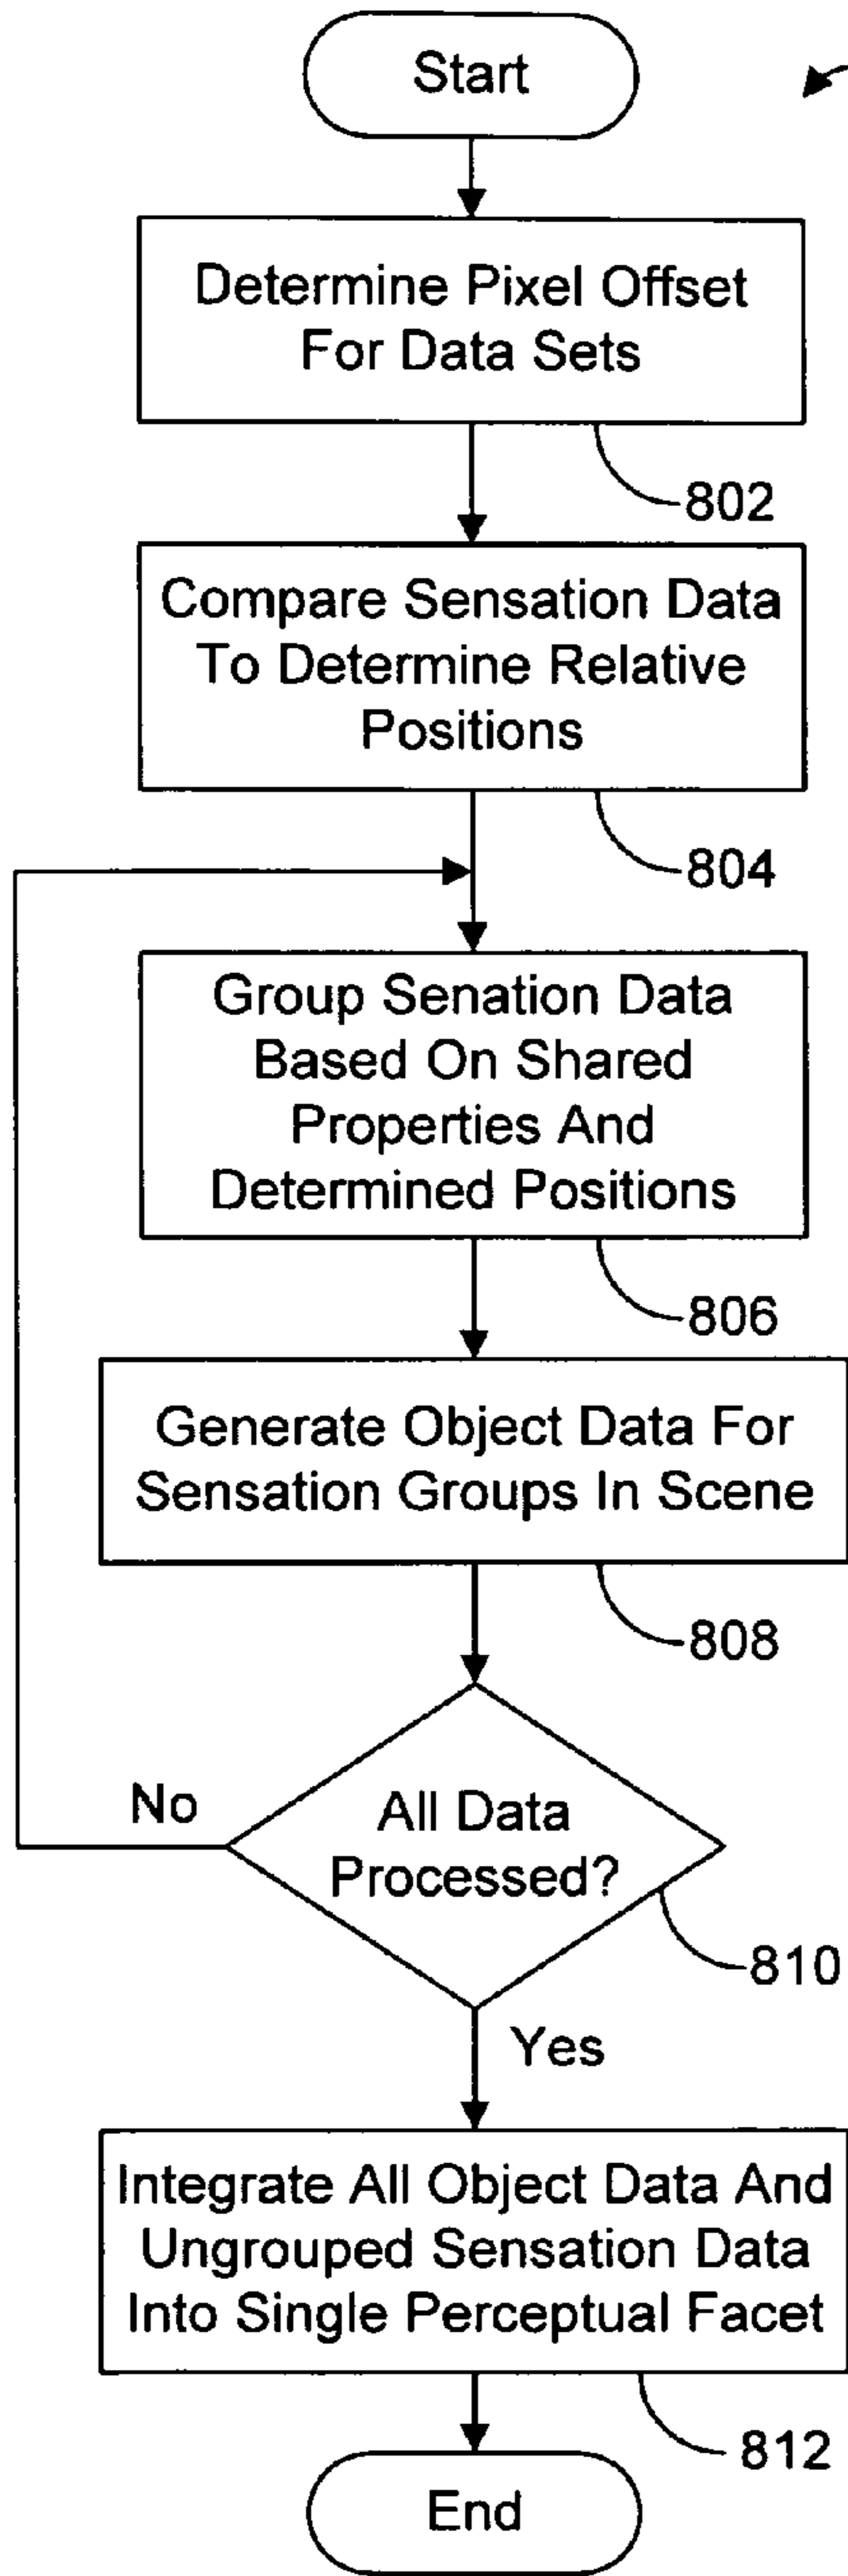 Start
Determine Pixel Offset
For Data Sets
802
Compare Sensation Data
To Determine Relative
Positions
804
Group Senation Data
Based On Shared
Properties And
Determined Positions
806
Generate Object Data For
Sensation Groups In Scene
808
No
All Data
Processed?
810
Yes
Integrate All Object Data And
Ungrouped Sensation Data
Into Single Perceptual Facet
812
End